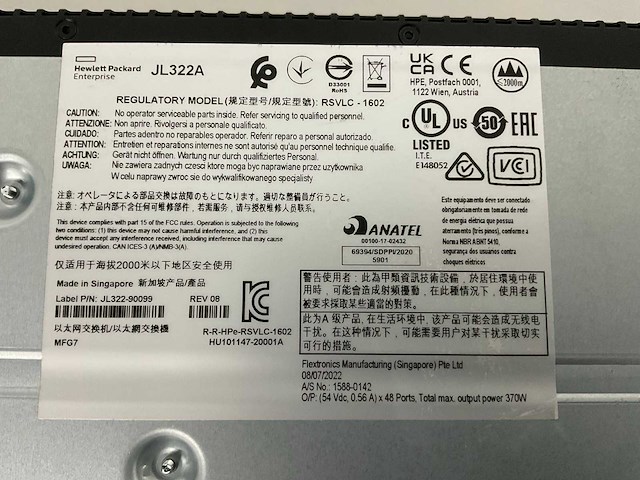 Hewlett Packard
Enterprise
JL322A
D33001
RoHS
UK
CA
CE
HPE, Postfach 0001,
1122 Wien, Austria
≤2000m
REGULATORY MODEL(规定型号/規定型號): RSVLC - 1602
CAUTION: No operator serviceable parts inside. Refer servicing to qualified personnel.
ATTENZIONE: Non aprire. Rivolgersi a personale qualificato.
CUIDADO: Partes adentro no reparables operador. Referir reparo a personal autorizado.
ATTENTION: Entretien et reparations internes ne sont autorisé qu'au personnel technique qualifie.
ACHTUNG: Gerät nicht öffnen. Wartung nur durch qualifiziertes Personal.
UWAGA: Nie zawiera zadnych czesci ktore moga byc naprawiane przez uzytkownika
W celu naprawy zwroc sie do wykwalifikowanego specjalisty
C UL US
LISTED
I.T.E.
E148052
50
EAC
VCI
注意: オペレータによる部品交換は故障のもとになります。適切な整備員が行うこと。
注意: 本产品内部不含任何可维修部件，若需服务，请与授权维修人员联系。
This device complies with part 15 of the FCC rules. Operation is subject to the following
two conditions: (1) this device may not cause harmful interference, and (2) this
device must accept any interference received, including interference that may cause
undesired operation. CAN ICES-3 (A)/NMB-3(A).
ANATEL
00100-17-02432
69394/SDPPI/2020
5901
Este equipamento deve ser conectado
obrigatoriamente em tomada de rede
de energia elétrica que possua
aterramento (três pinos), conforme a
Norma NBR ABNT 5410,
segurança dos usuários contra
choques elétricos
仅适用于海拔2000米以下地区安全使用
Made in Singapore 新加坡产品/產品
Label P/N: JL322-90099 REV 08
以太网交换机/以太網交換機
MFG7
R-R-HPe-RSVLC-1602
HU101147-20001A
警告使用者: 此為甲類資訊技術設備，於居住環境中使
用時，可能會造成射頻擾動，在此種情況下，使用者會
被要求採取某些適當的對策。
此为A 级产品, 在生活环境中, 该产品可能会造成无线电
干扰。在这种情况下，可能需要用户对某干扰采取切实
可行的措施。
Flextronics Manufacturing (Singapore) Pte Ltd
08/07/2022
A/S No.: 1588-0142
O/P: (54 Vdc, 0.56 A) x 48 Ports, Total max. output power 370W